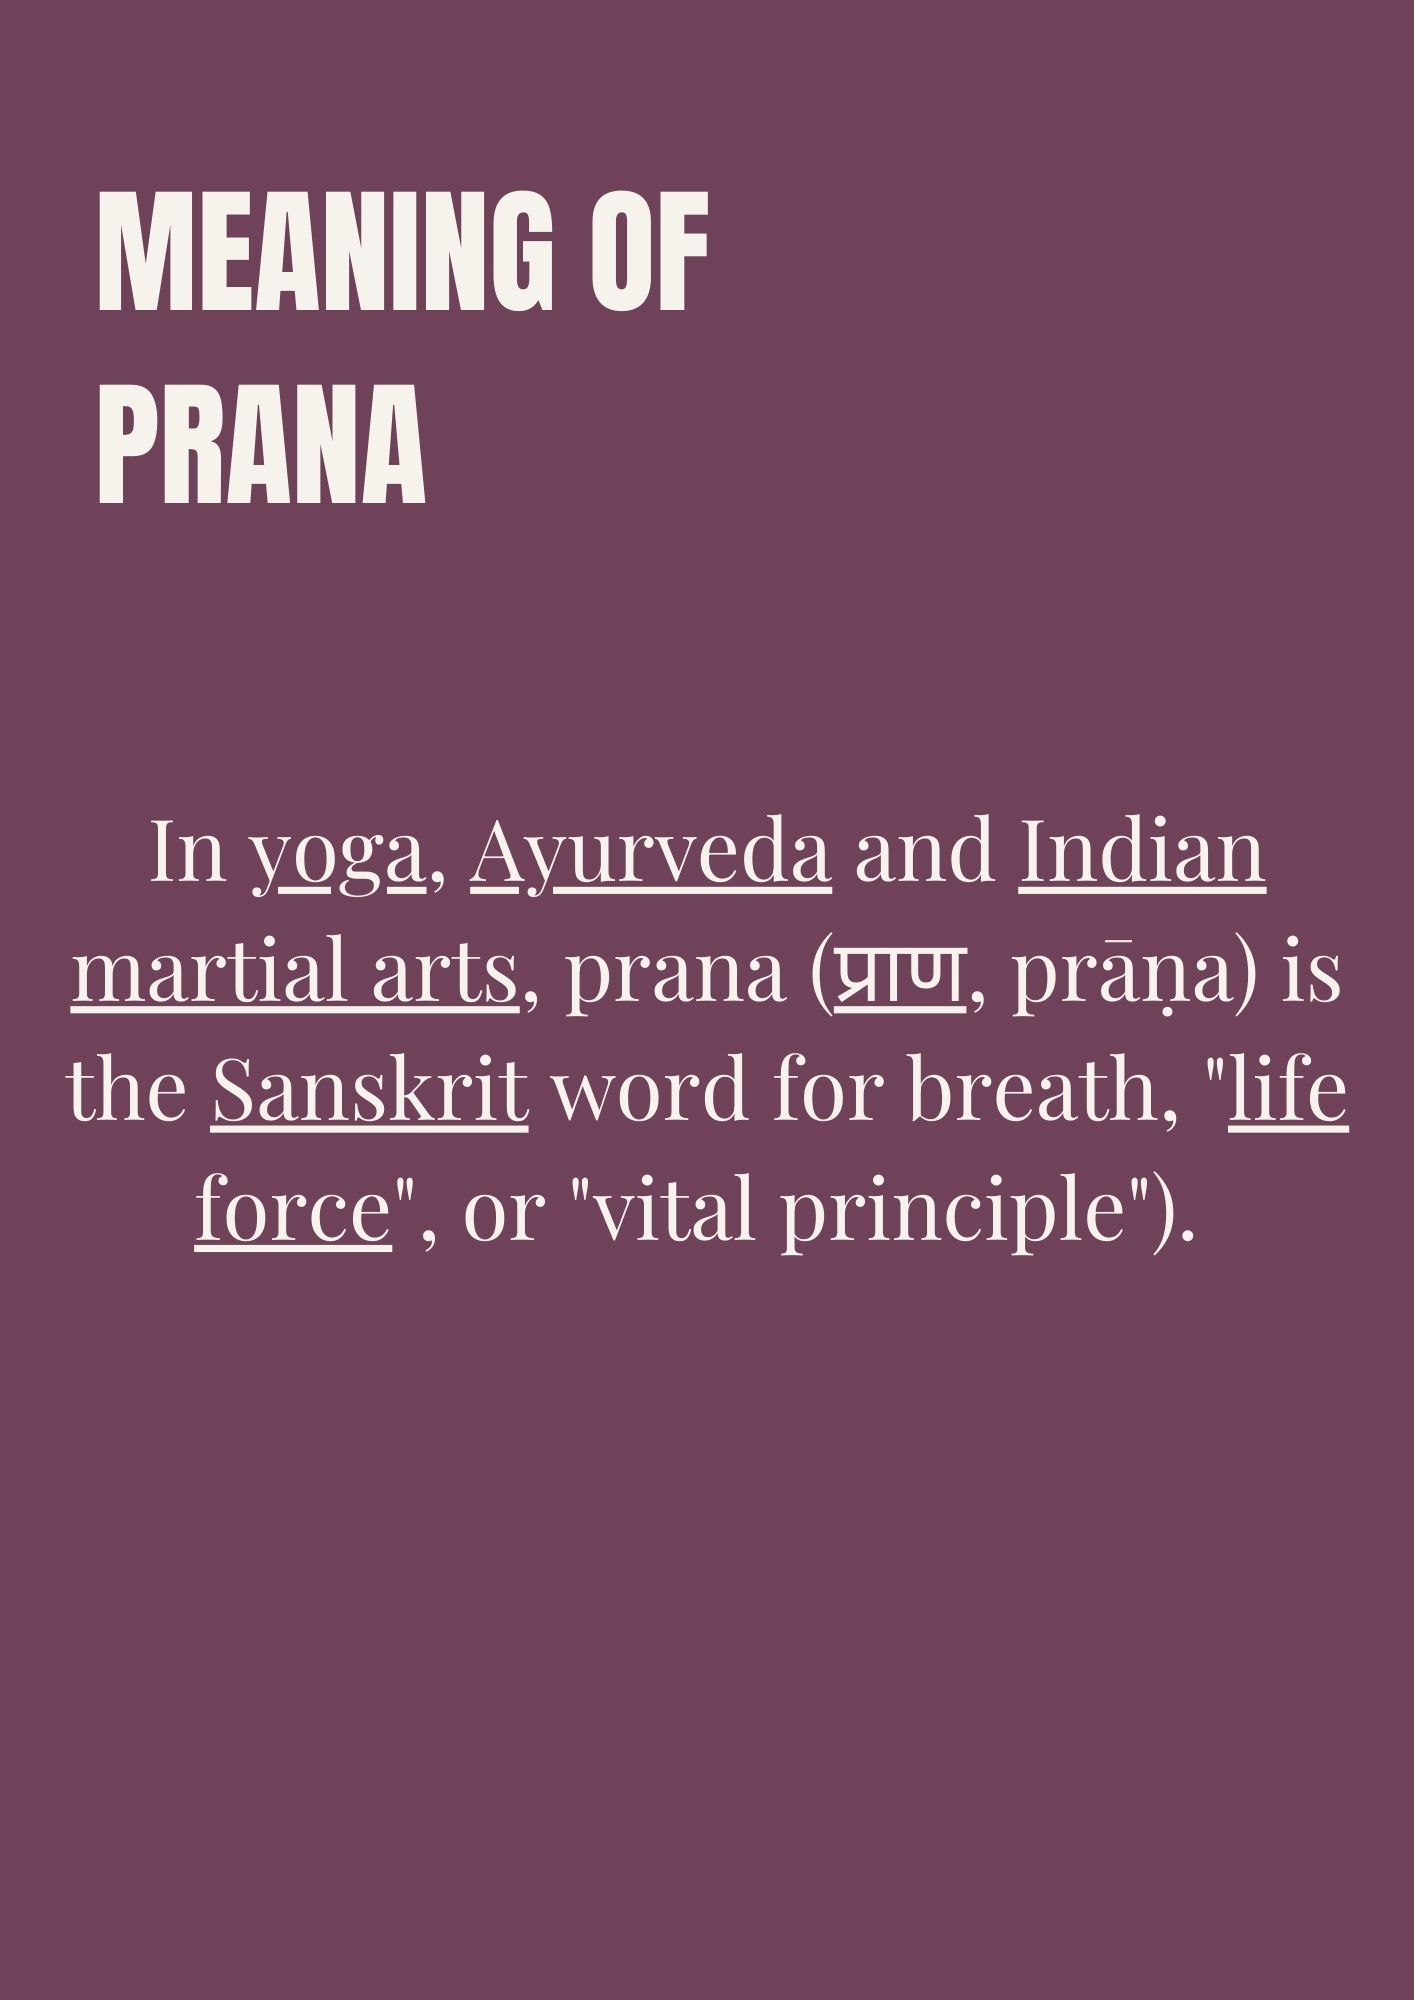 MEANING OF
PRANA
In yoga, Ayurveda and Indian
martial arts, prana (प्राण, prāṇa) is
the Sanskrit word for breath, "life
force", or "vital principle").